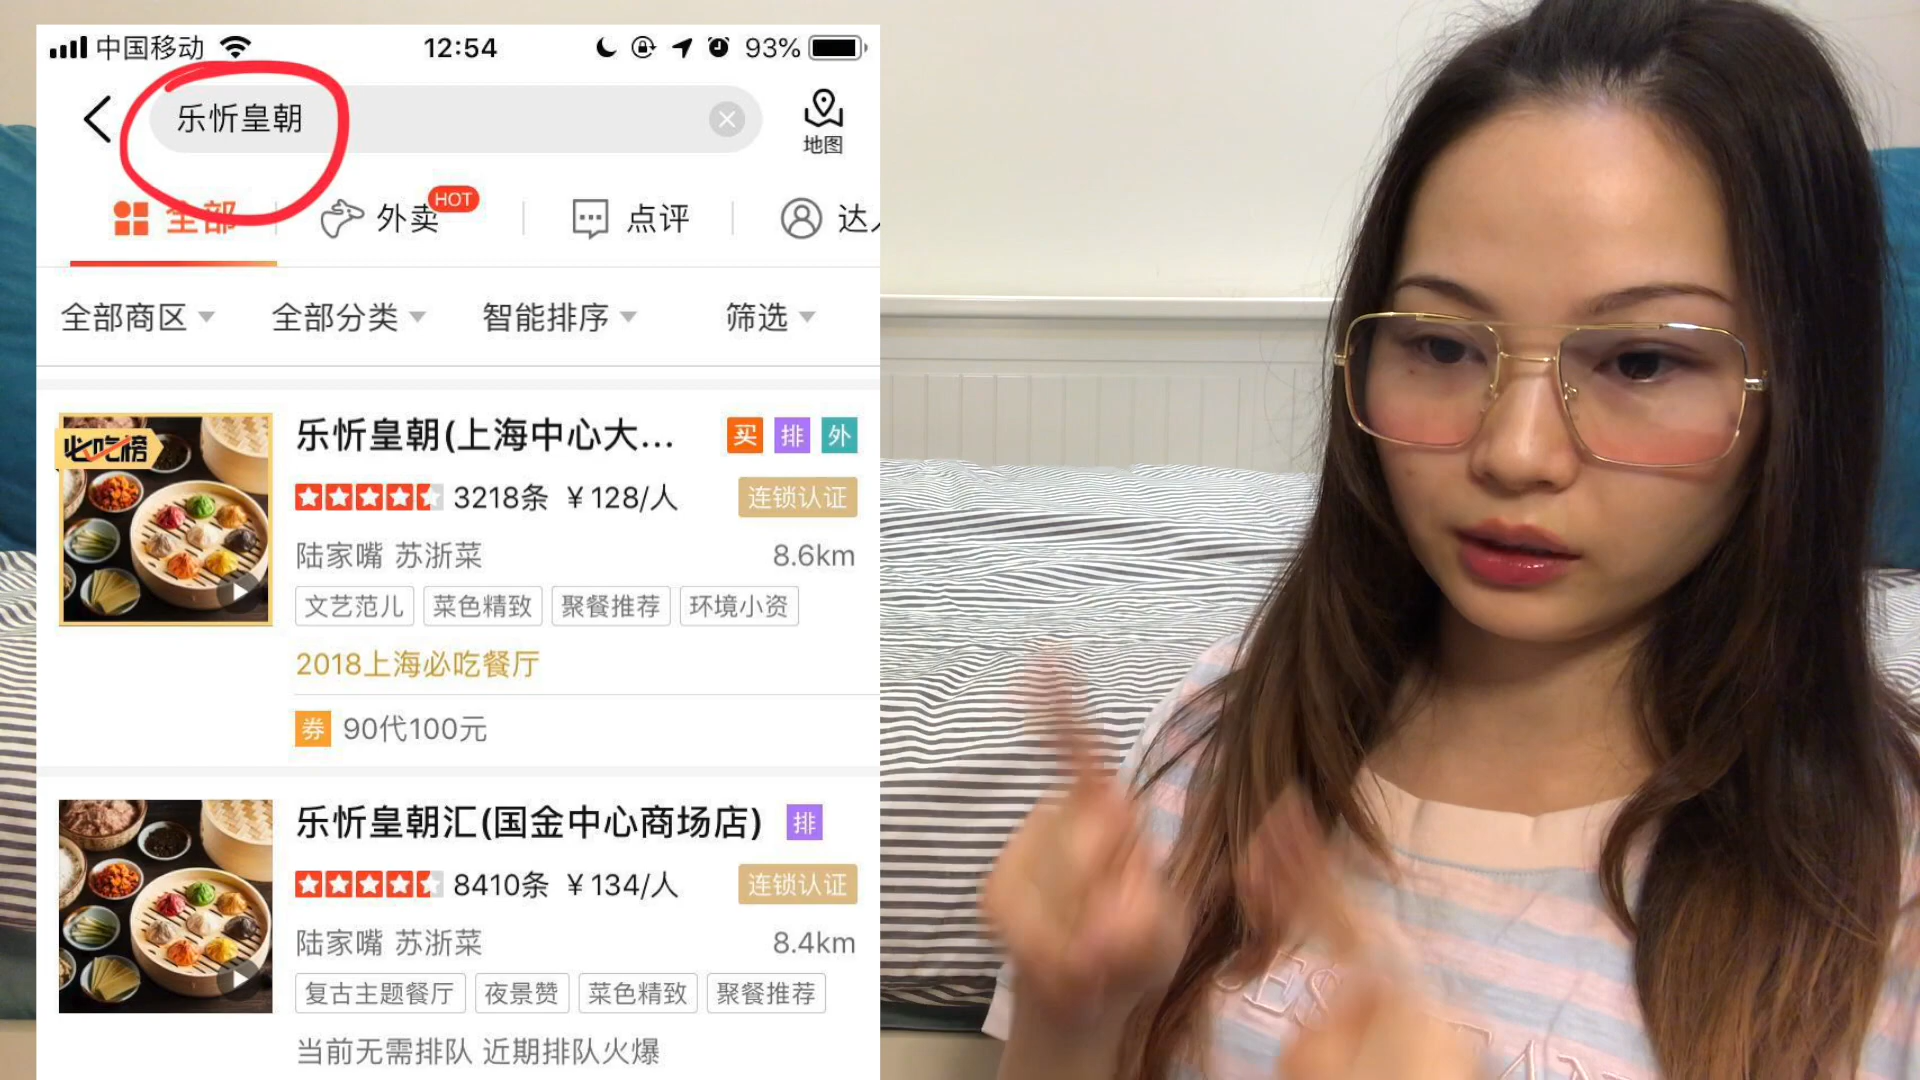 中国移动 12:54 93%
乐忻皇朝
地图
全部 外卖 HOT 点评 达人
全部商区 全部分类 智能排序 筛选
必吃榜
乐忻皇朝(上海中心大... 买 排 外
3218条 ￥128/人 连锁认证
陆家嘴 苏浙菜 8.6km
文艺范儿 菜色精致 聚餐推荐 环境小资
2018上海必吃餐厅
券 90代100元
乐忻皇朝汇(国金中心商场店) 排
8410条 ￥134/人 连锁认证
陆家嘴 苏浙菜 8.4km
复古主题餐厅 夜景赞 菜色精致 聚餐推荐
当前无需排队 近期排队火爆